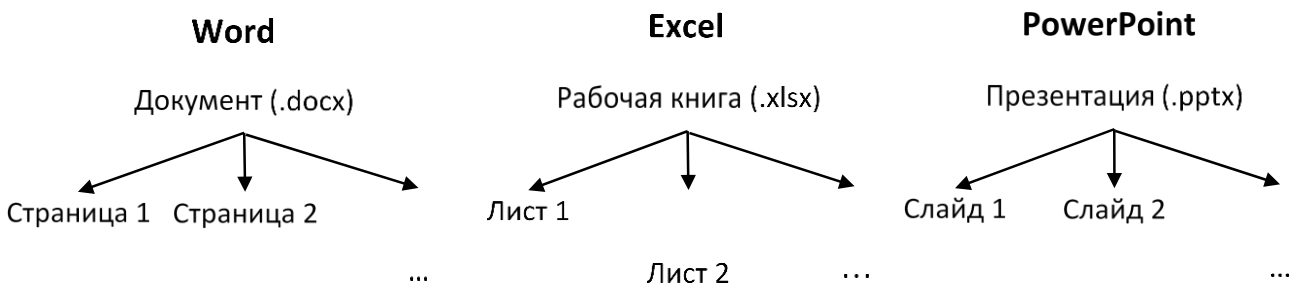 Word Excel PowerPoint
Документ (.docx) Рабочая книга (.xlsx) Презентация (.pptx)
Страница 1 Страница 2 Лист 1 Слайд 1 Слайд 2
... Лист 2 ... ...